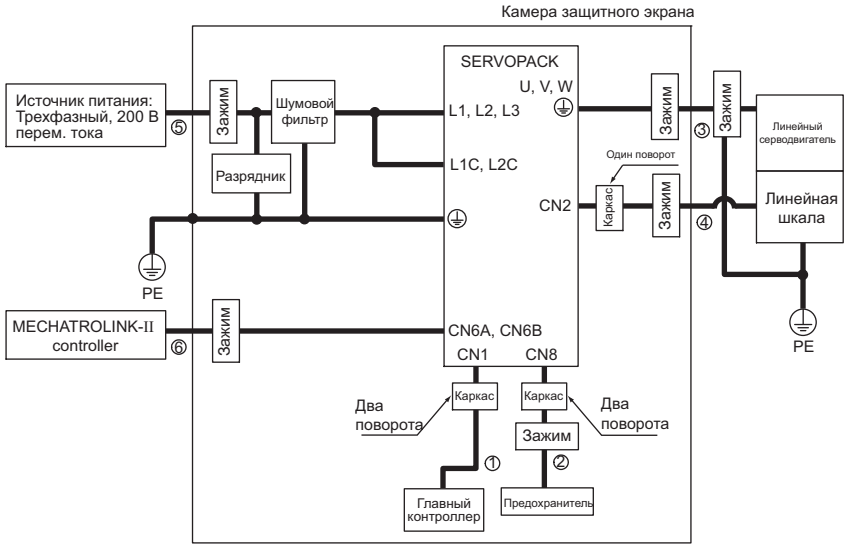 Камера защитного экрана
SERVOPACK
U, V, W
Источник питания:
Трехфазный, 200 В
перем. тока
⑤
Зажим
Шумовой
фильтр
L1, L2, L3
Зажим
③
Зажим
Линейный
серводвигатель
Разрядник
L1C, L2C
Один поворот
CN2
Каркас
Зажим
④
Линейная
шкала
PE
PE
MECHATROLINK-II
controller
⑥
Зажим
CN6A, CN6B
CN1
CN8
Каркас
Каркас
Два
поворота
Два
поворота
Зажим
①
②
Главный
контроллер
Предохранитель